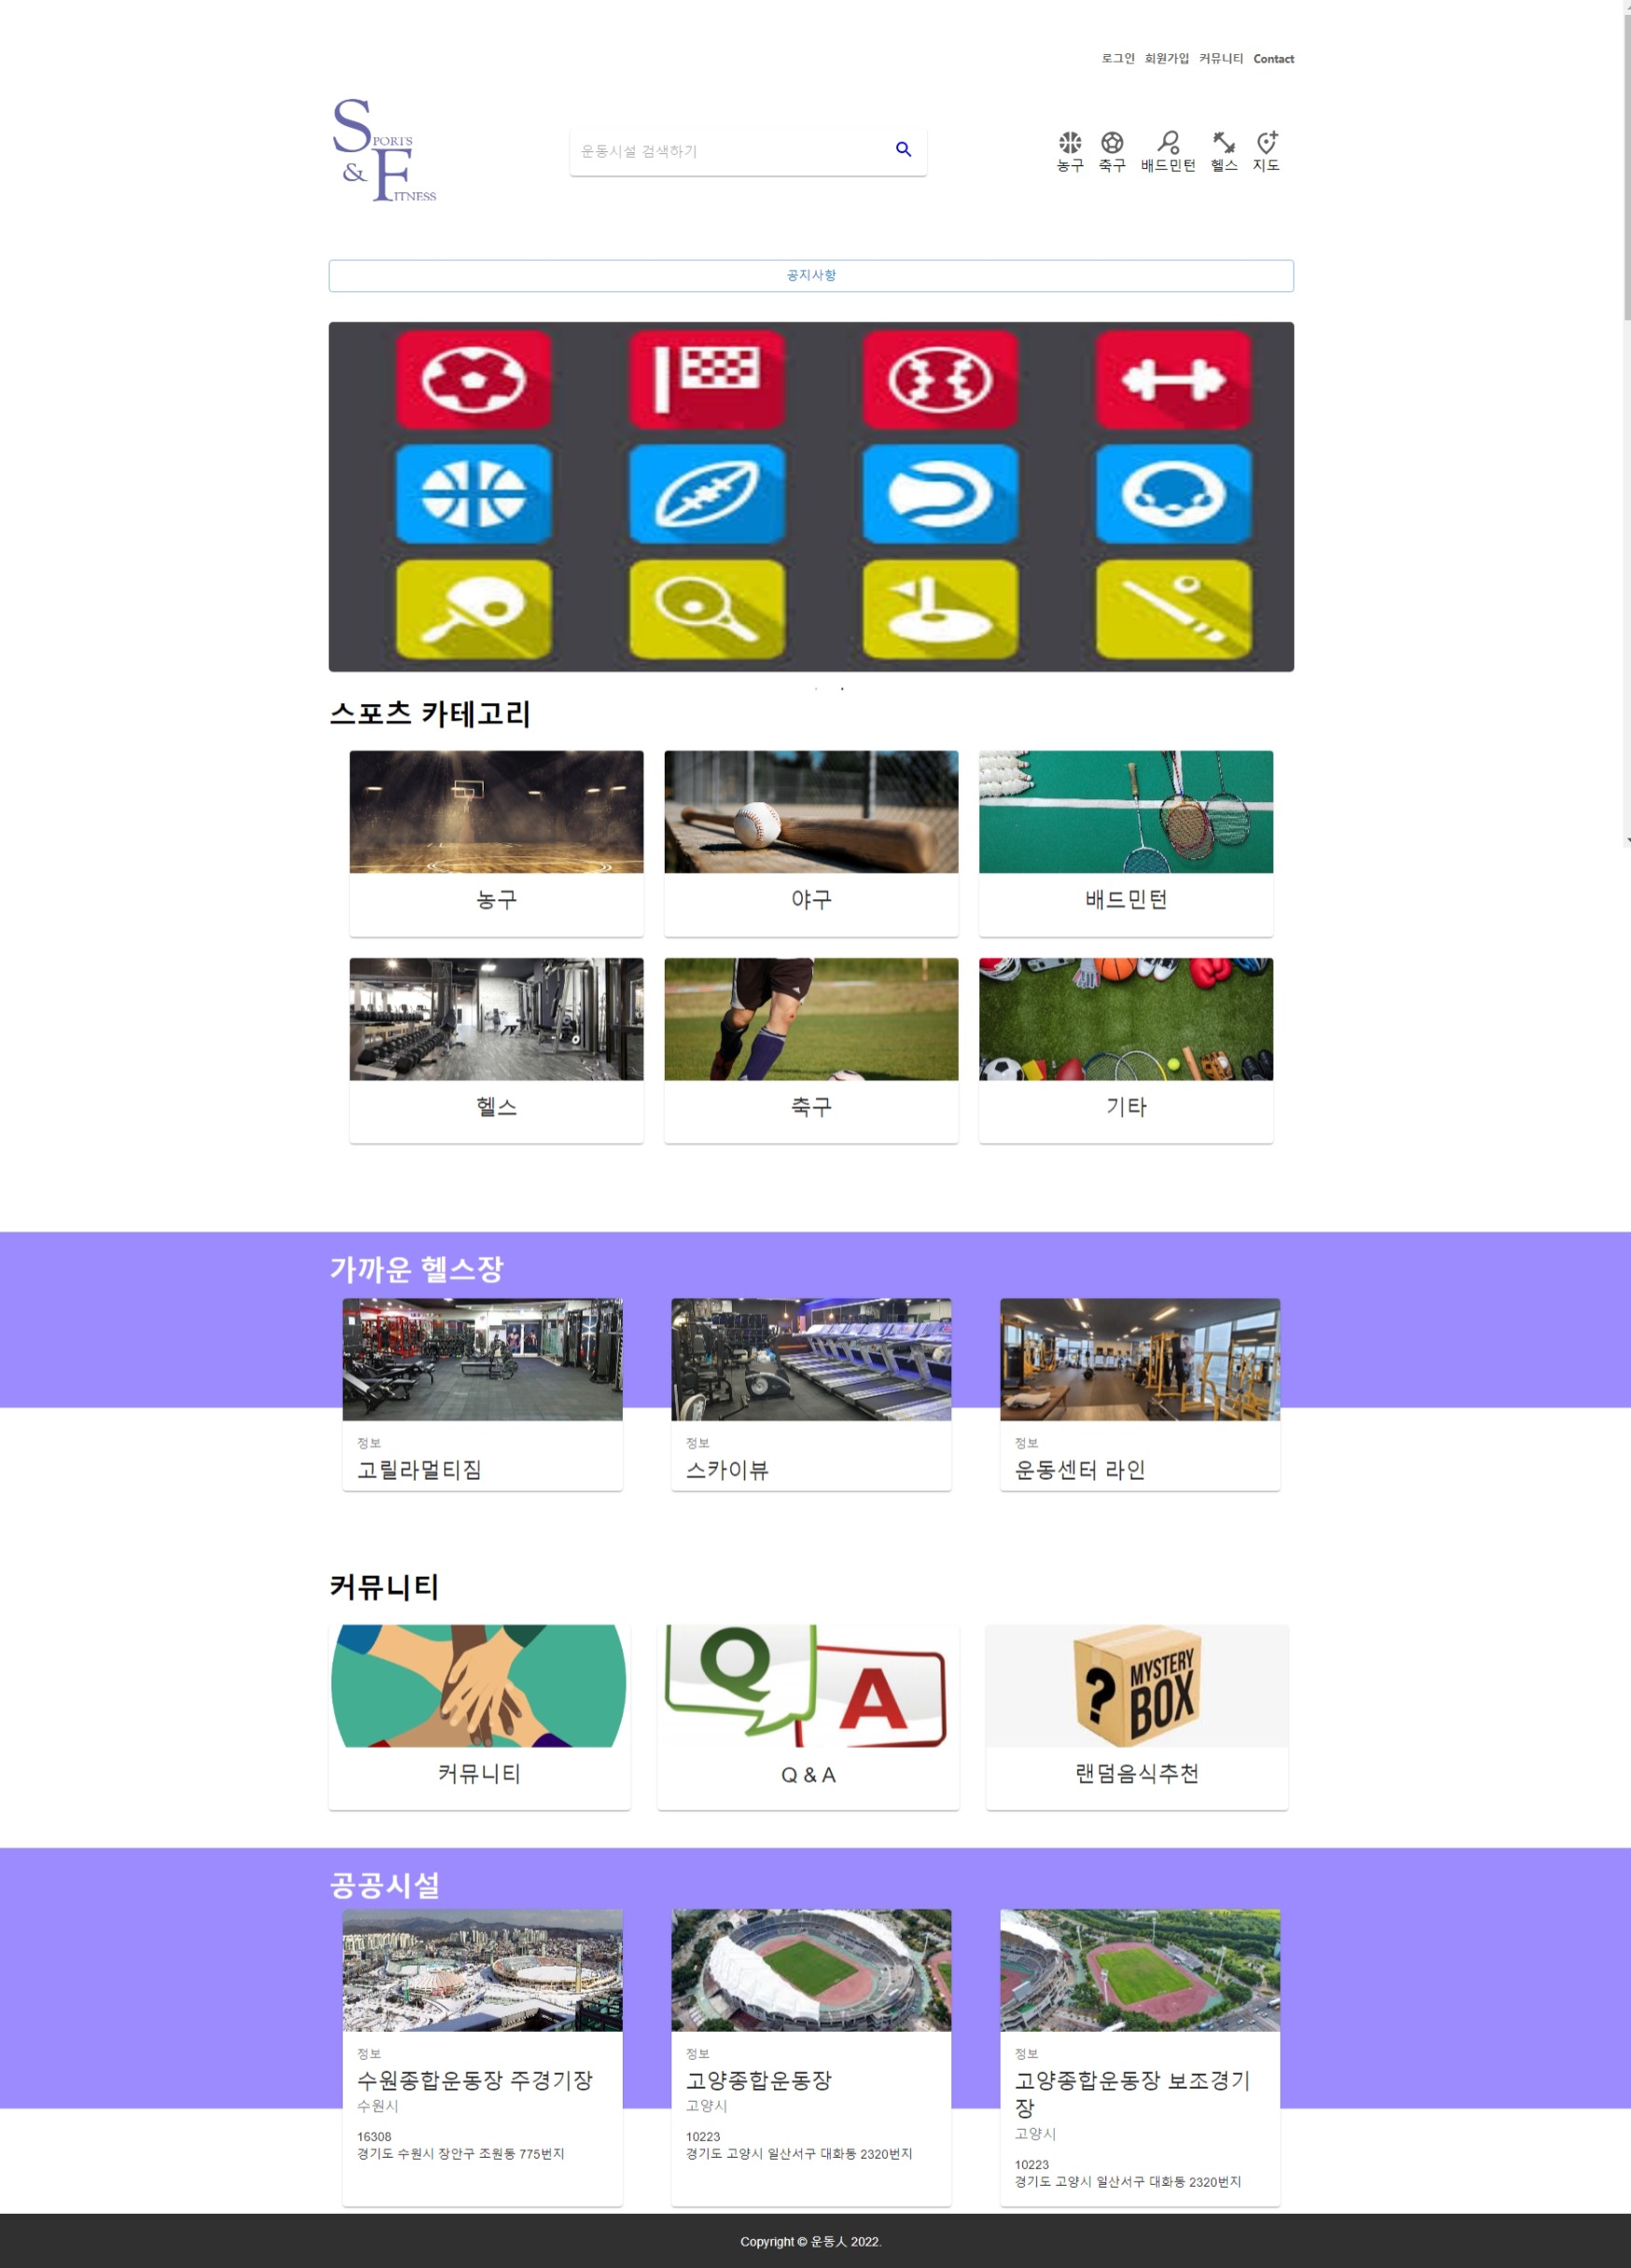 로그인 회원가입 커뮤니티 Contact
SPORTS
& FITNESS
운동시설 검색하기
농구 축구 배드민턴 헬스 지도
공지사항
스포츠 카테고리
농구 야구 배드민턴
헬스 축구 기타
가까운 헬스장
정보 정보 정보
고릴라멀티짐 스카이뷰 운동센터 라인
커뮤니티
Q A ? MYSTERY BOX
커뮤니티 Q & A 랜덤음식추천
공공시설
정보
수원종합운동장 주경기장
수원시
16308
경기도 수원시 장안구 조원동 775번지
정보
고양종합운동장
고양시
10223
경기도 고양시 일산서구 대화동 2320번지
정보
고양종합운동장 보조경기
장
고양시
10223
경기도 고양시 일산서구 대화동 2320번지
Copyright © 운동人 2022.